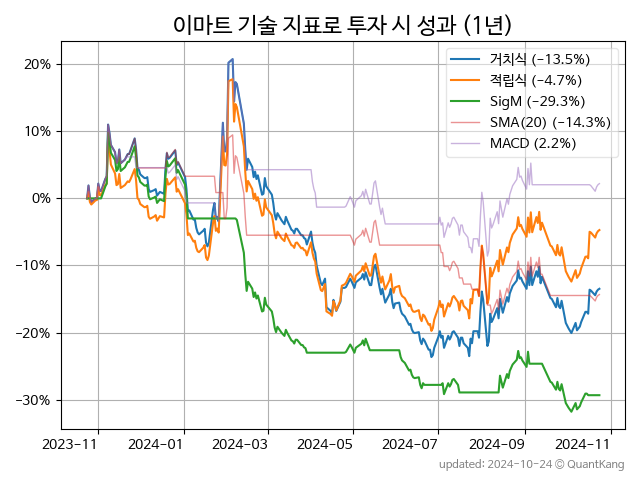 이마트 기술 지표로 투자 시 성과 (1년)
거치식 (−13.5%)
적립식 (−4.7%)
SigM (−29.3%)
SMA(20) (−14.3%)
MACD (2.2%)
20%
10%
0%
−10%
−20%
−30%
2023-11 2024-01 2024-03 2024-05 2024-07 2024-09 2024-11
updated: 2024-10-24 © QuantKang